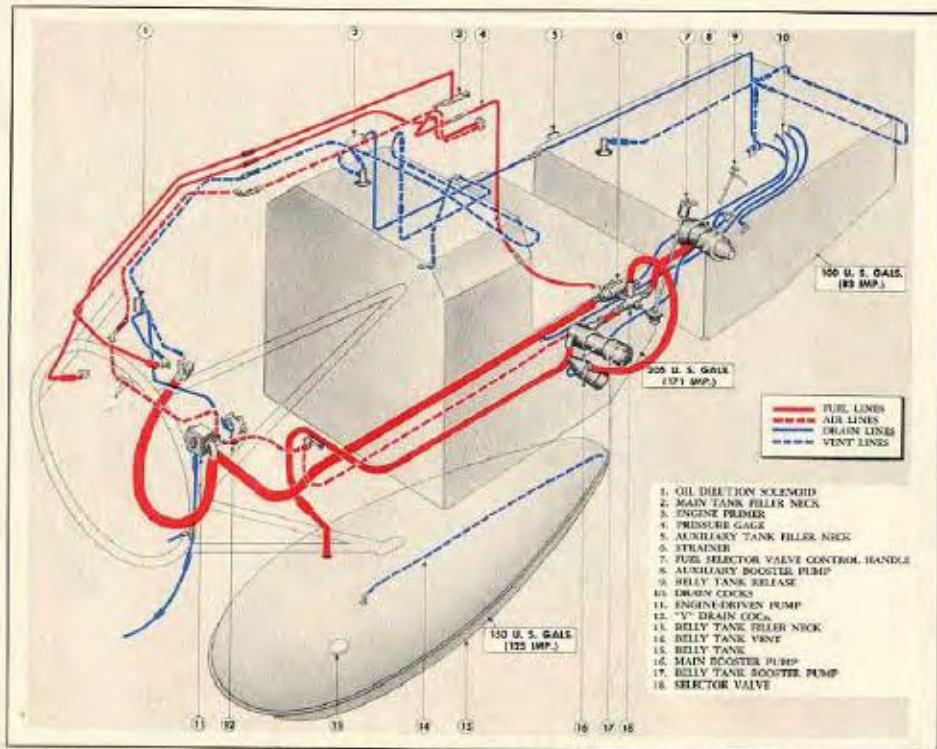 1 2 3 4 5 6 7 8 9 10
100 U. S. GALS.
(83 IMP.)
205 U. S. GALS.
(171 IMP.)
FUEL LINES
AIR LINES
DRAIN LINES
VENT LINES
1. OIL DILUTION SOLENOID
2. MAIN TANK FILLER NECK
3. ENGINE PRIMER
4. PRESSURE GAGE
5. AUXILIARY TANK FILLER NECK
6. STRAINER
7. FUEL SELECTOR VALVE CONTROL HANDLE
8. AUXILIARY BOOSTER PUMP
9. BELLY TANK RELEASE
10. DRAIN COCKS
11. ENGINE-DRIVEN PUMP
12. "Y" DRAIN COCK
13. BELLY TANK FILLER NECK
14. BELLY TANK VENT
15. BELLY TANK
16. MAIN BOOSTER PUMP
17. BELLY TANK BOOSTER PUMP
18. SELECTOR VALVE
150 U. S. GALS.
(125 IMP.)
11 12 13 14 15 16 17 18